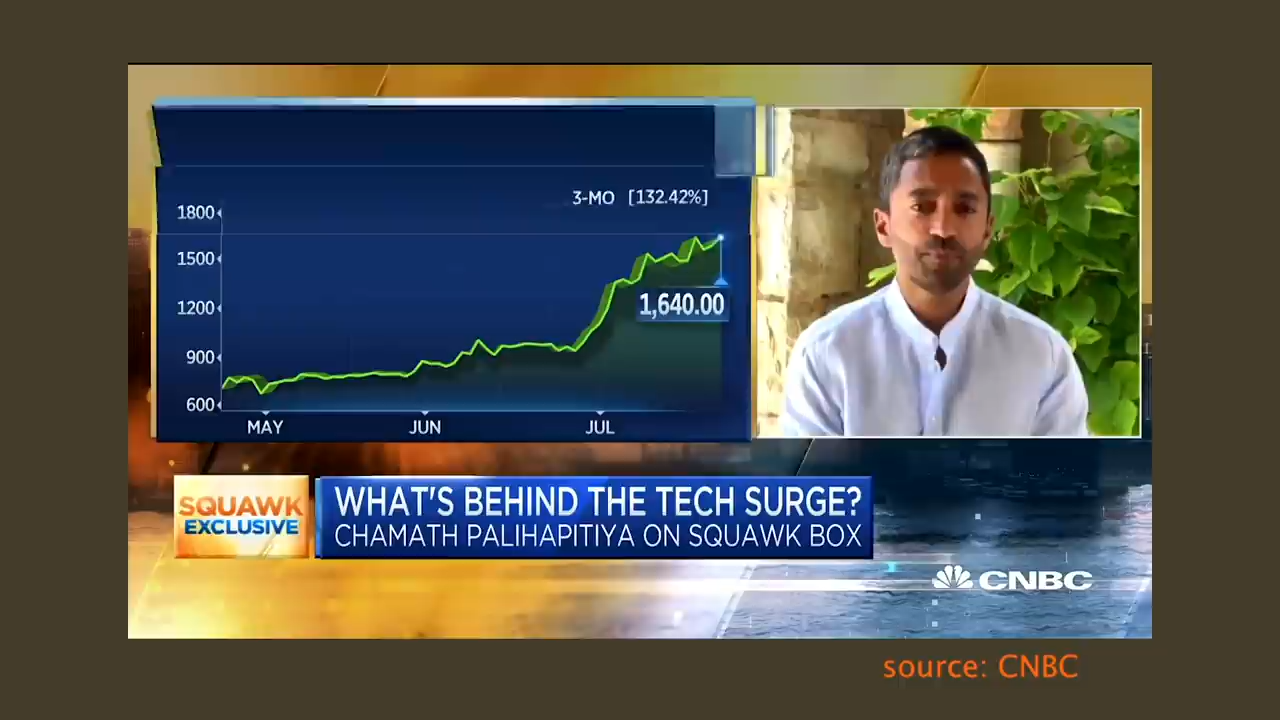 3-MO [132.42%]
1800
1500
1200
900
600
1,640.00
MAY JUN JUL
SQUAWK
EXCLUSIVE
WHAT'S BEHIND THE TECH SURGE?
CHAMATH PALIHAPITIYA ON SQUAWK BOX
CNBC
source: CNBC